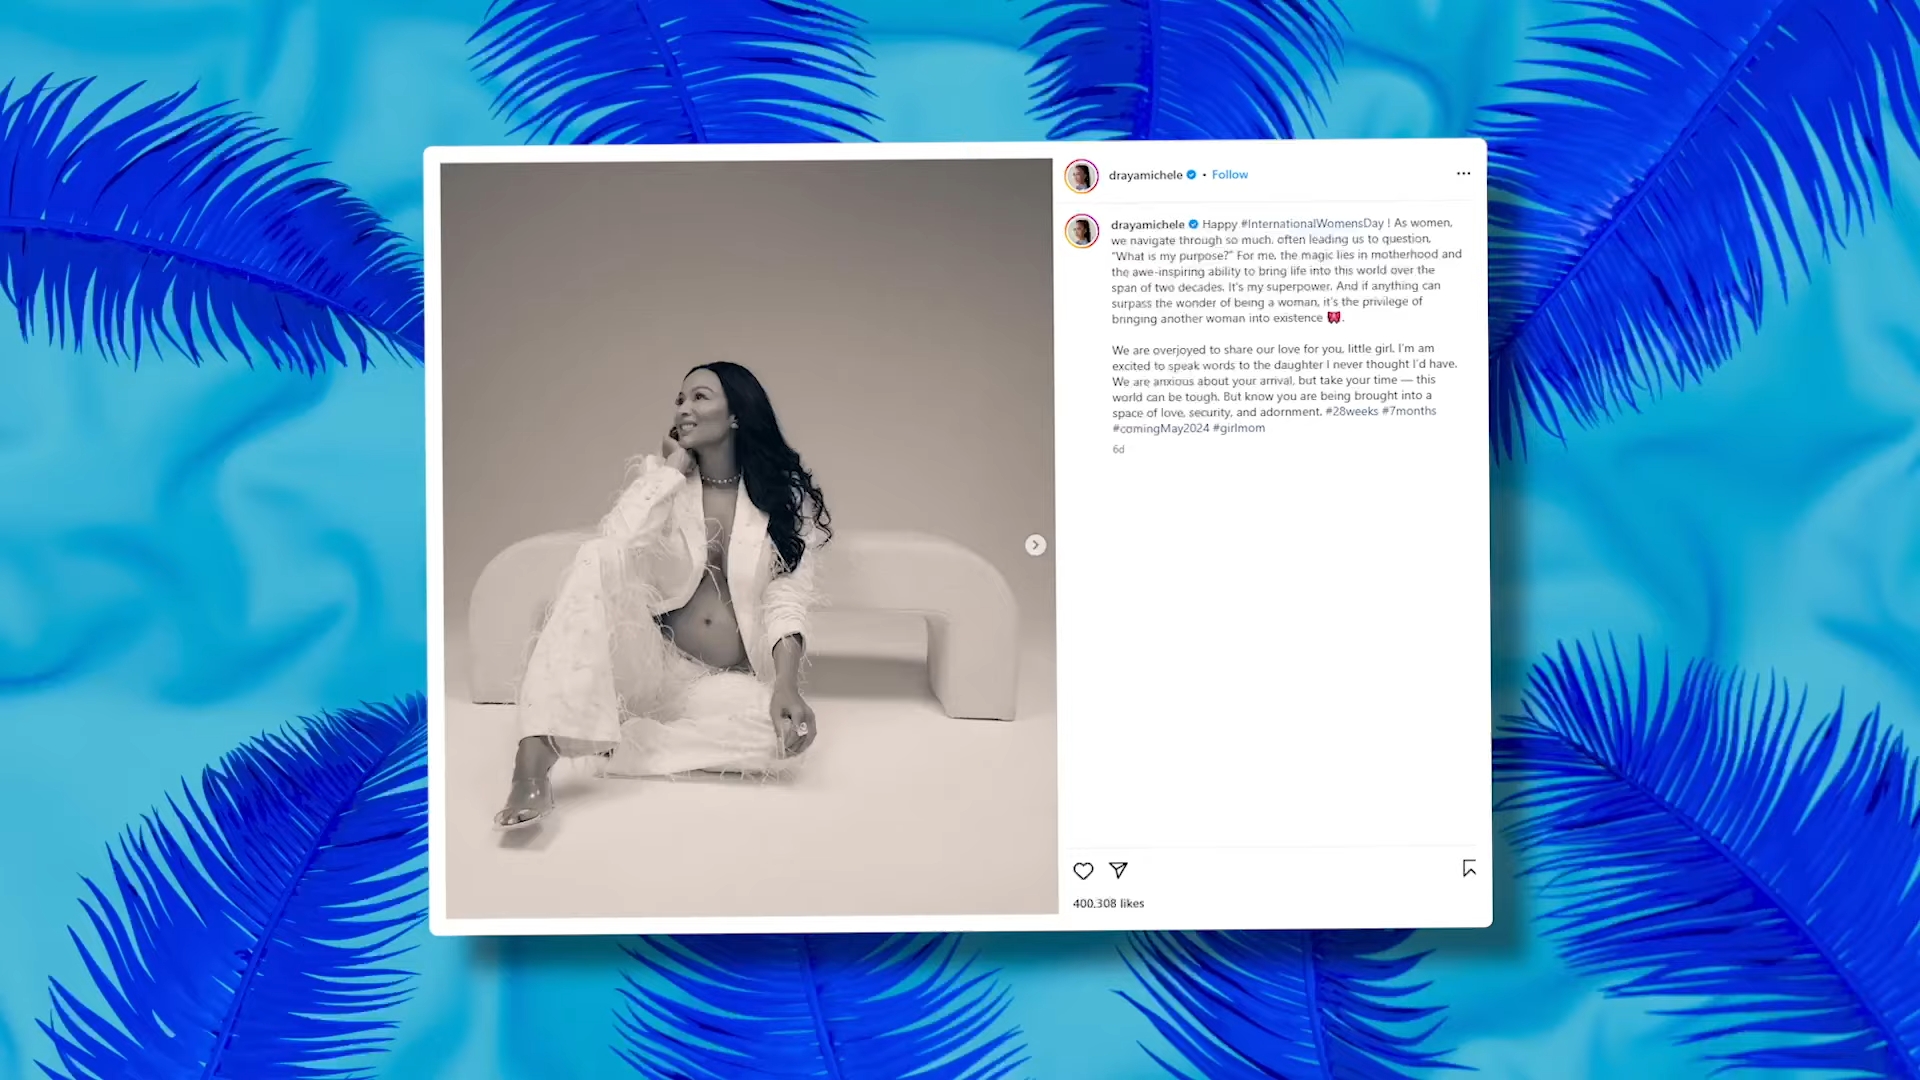 drayamichele • Follow
drayamichele Happy #InternationalWomensDay ! As women,
we navigate through so much, often leading us to question,
"What is my purpose?" For me, the magic lies in motherhood and
the awe-inspiring ability to bring life into this world over the
span of two decades. It's my superpower. And if anything can
surpass the wonder of being a woman, it's the privilege of
bringing another woman into existence 🎀.
We are overjoyed to share our love for you, little girl. I'm am
excited to speak words to the daughter I never thought I'd have.
We are anxious about your arrival, but take your time — this
world can be tough. But know you are being brought into a
space of love, security, and adornment. #28weeks #7months
#comingMay2024 #girlmom
6d
400,308 likes